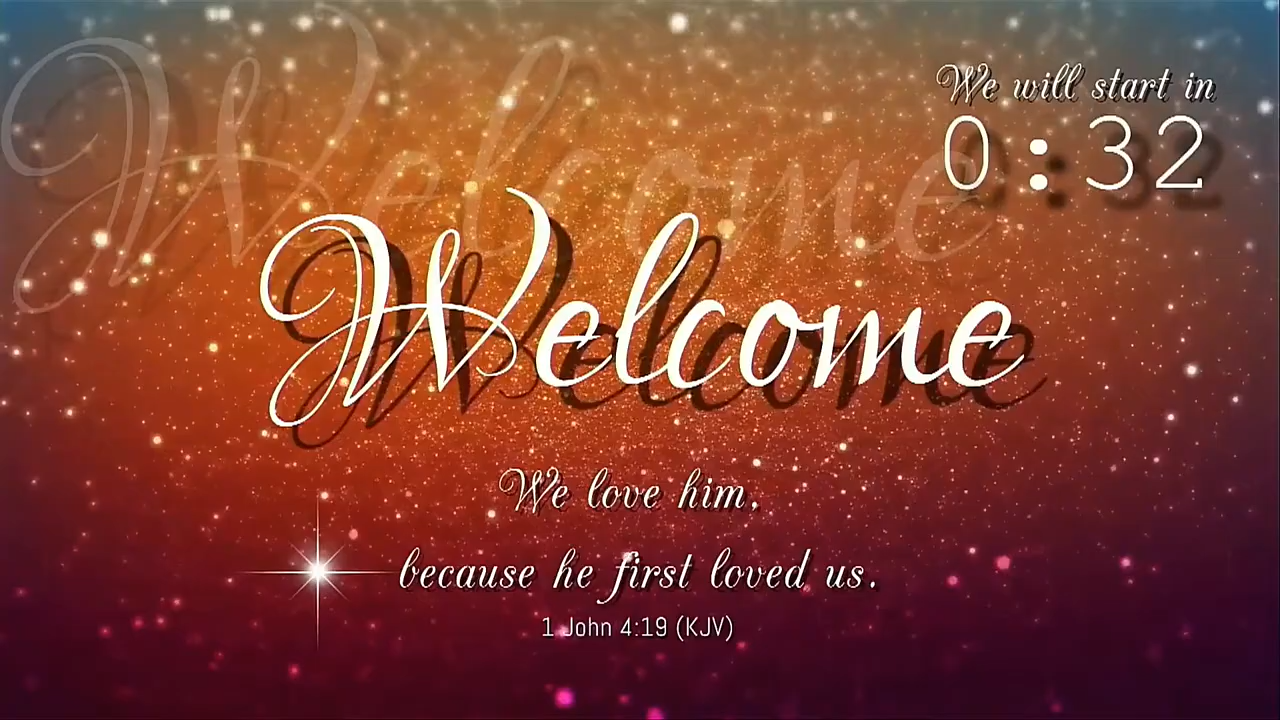 Welcome
We will start in
0:32
Welcome
We love him,
because he first loved us.
1 John 4:19 (KJV)